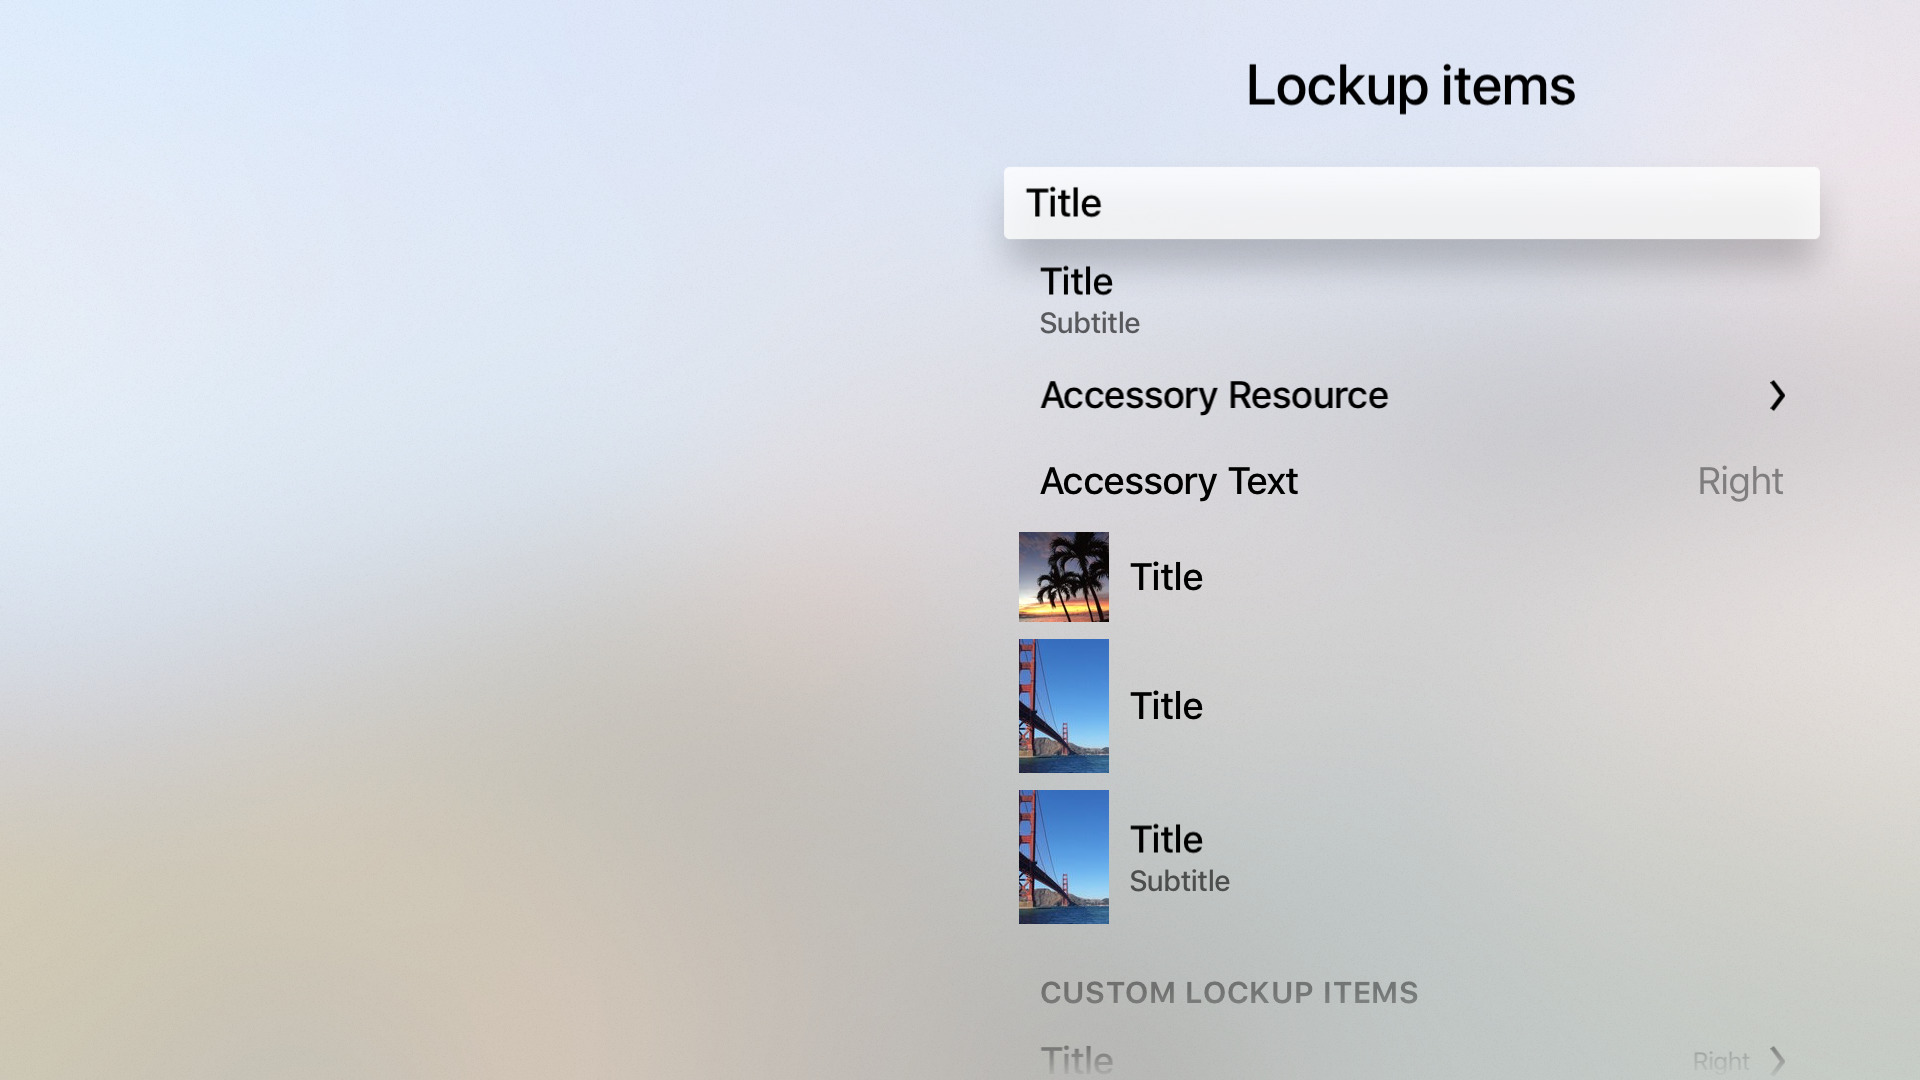 Lockup items
Title
Title
Subtitle
Accessory Resource
Accessory Text Right
Title
Title
Title
Subtitle
CUSTOM LOCKUP ITEMS
Title Right